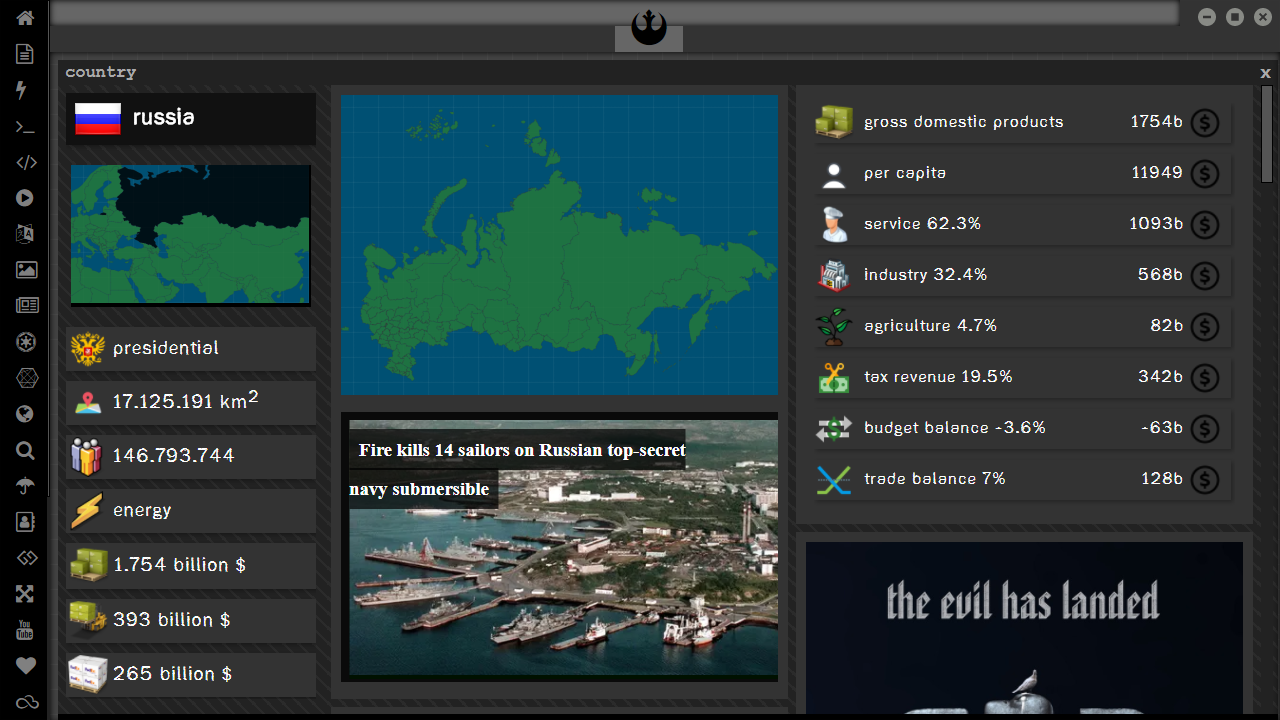 country
x
russia
presidential
17.125.191 km²
146.793.744
energy
1.754 billion $
393 billion $
265 billion $
Fire kills 14 sailors on Russian top-secret
navy submersible
gross domestic products 1754b
per capita 11949
service 62.3% 1093b
industry 32.4% 568b
agriculture 4.7% 82b
tax revenue 19.5% 342b
budget balance -3.6% -63b
trade balance 7% 128b
the evil has landed
You
Tube